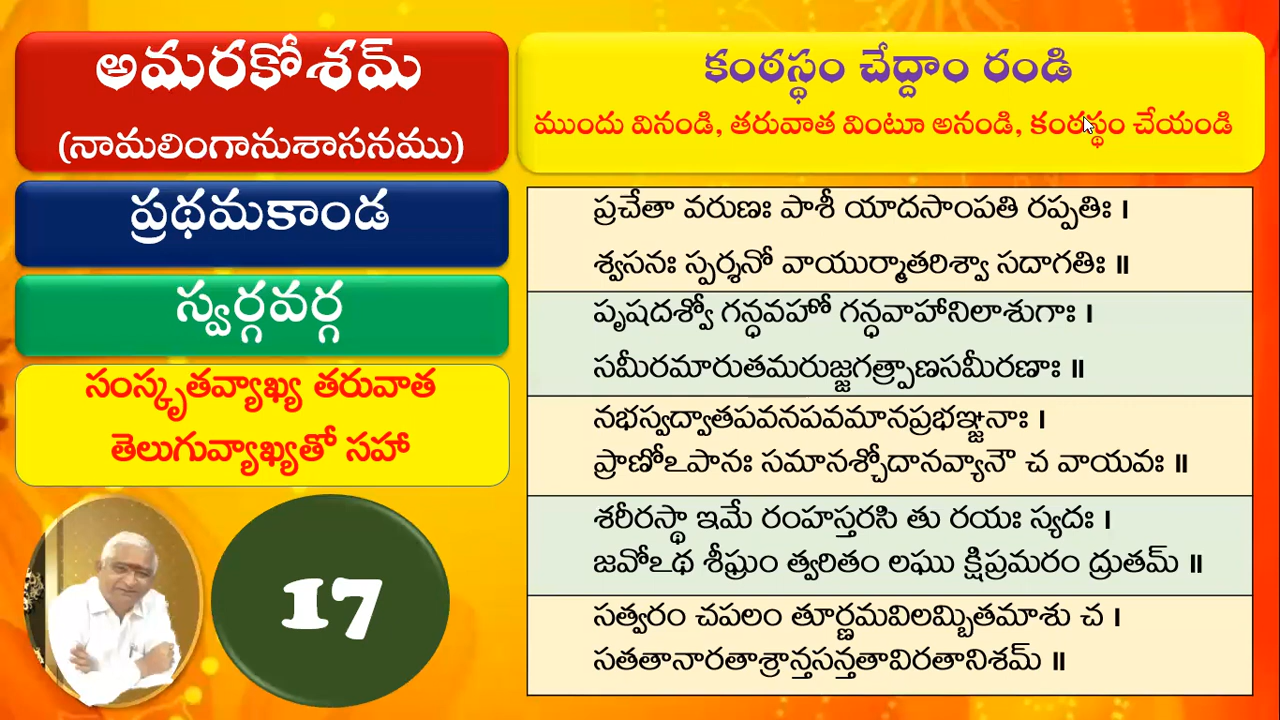 అమరకోశమ్
(నామలింగానుశాసనము)
ప్రథమకాండ
స్వర్గవర్గ
సంస్కృతవ్యాఖ్య తరువాత
తెలుగువ్యాఖ్యతో సహా
17
కంఠస్థం చేద్దాం రండి
ముందు వినండి, తరువాత వింటూ అనండి, కంఠస్థం చేయండి
ప్రచేతా వరుణః పాశీ యాదసాంపతి రప్పతిః ।
శ్వసనః స్పర్శనో వాయుర్మాతరిశ్వా సదాగతిః ॥
పృషదశ్వో గన్ధవహో గన్ధవాహానిలాశుగాః ।
సమీరమారుతమరుజ్జగత్ప్రాణసమీరణాః ॥
నభస్వద్వాతపవనపవమానప్రభఞ్జనాః ।
ప్రాణోఽపానః సమానశ్చోదానవ్యానౌ చ వాయవః ॥
శరీరస్థా ఇమే రంహస్తరసి తు రయః స్యదః ।
జవోఽథ శీఘ్రం త్వరితం లఘు క్షిప్రమరం ద్రుతమ్ ॥
సత్వరం చపలం తూర్ణమవిలమ్బితమాశు చ ।
సతతానారతాశ్రాన్తసన్తతావిరతానిశమ్ ॥